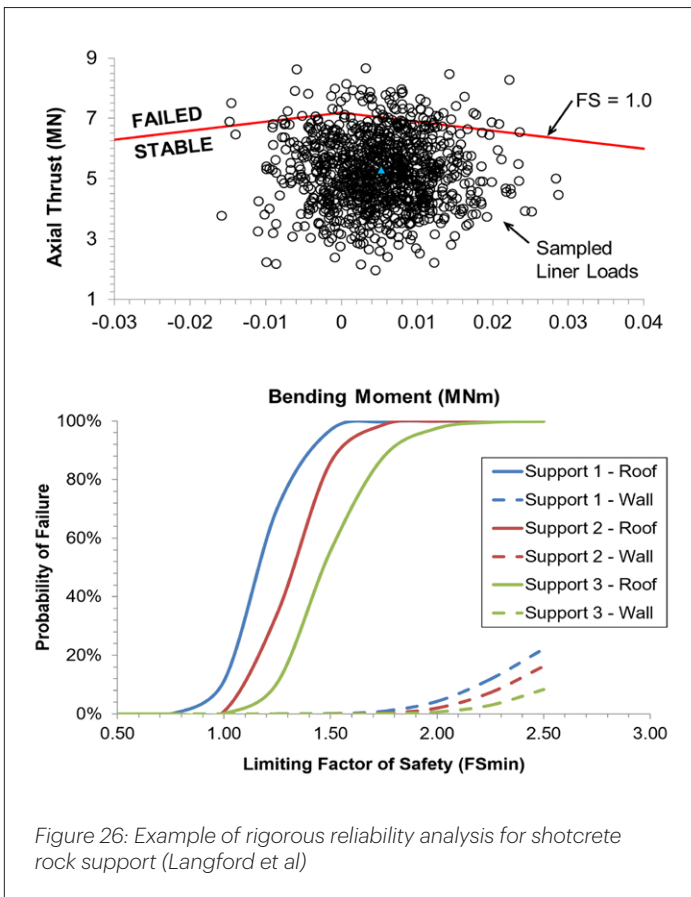 9
7
5
3
1
Axial Thrust (MN)
FAILED
STABLE
FS = 1.0
Sampled
Liner Loads
-0.03 -0.02 -0.01 0 0.01 0.02 0.03 0.04
Bending Moment (MNm)
100%
80%
60%
40%
20%
0%
Probability of Failure
Support 1 - Roof
Support 1 - Wall
Support 2 - Roof
Support 2 - Wall
Support 3 - Roof
Support 3 - Wall
0.50 1.00 1.50 2.00 2.50 3.00
Limiting Factor of Safety (FSmin)
Figure 26: Example of rigorous reliability analysis for shotcrete
rock support (Langford et al)